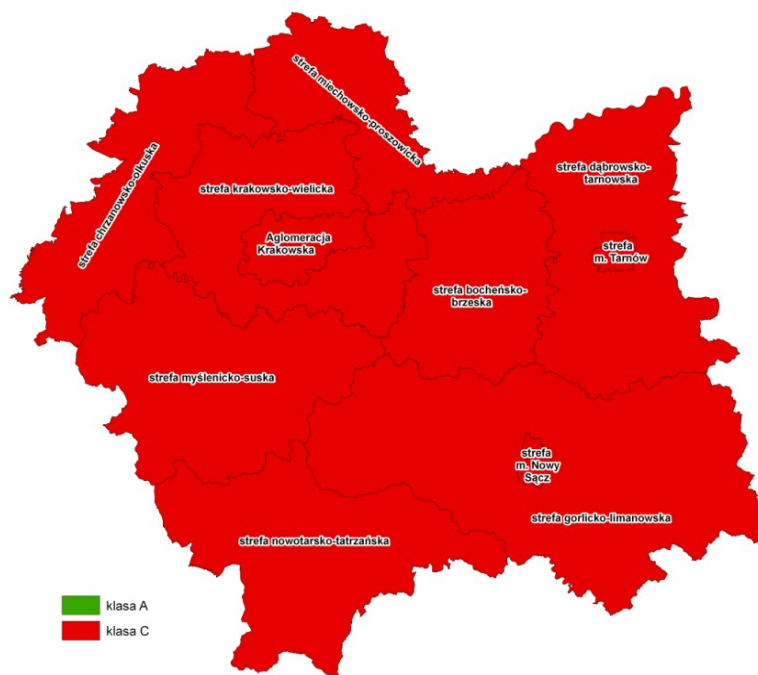 strefa miechowsko-proszowicka
strefa chrzanowsko-olkuska
strefa krakowsko-wielicka
strefa dąbrowsko-
tarnowska
Aglomeracja
Krakowska
strefa
m. Tarnów
strefa bocheńsko-
brzeska
strefa myślenicko-suska
strefa
m. Nowy
Sącz
strefa gorlicko-limanowska
strefa nowotarsko-tatrzańska
klasa A
klasa C